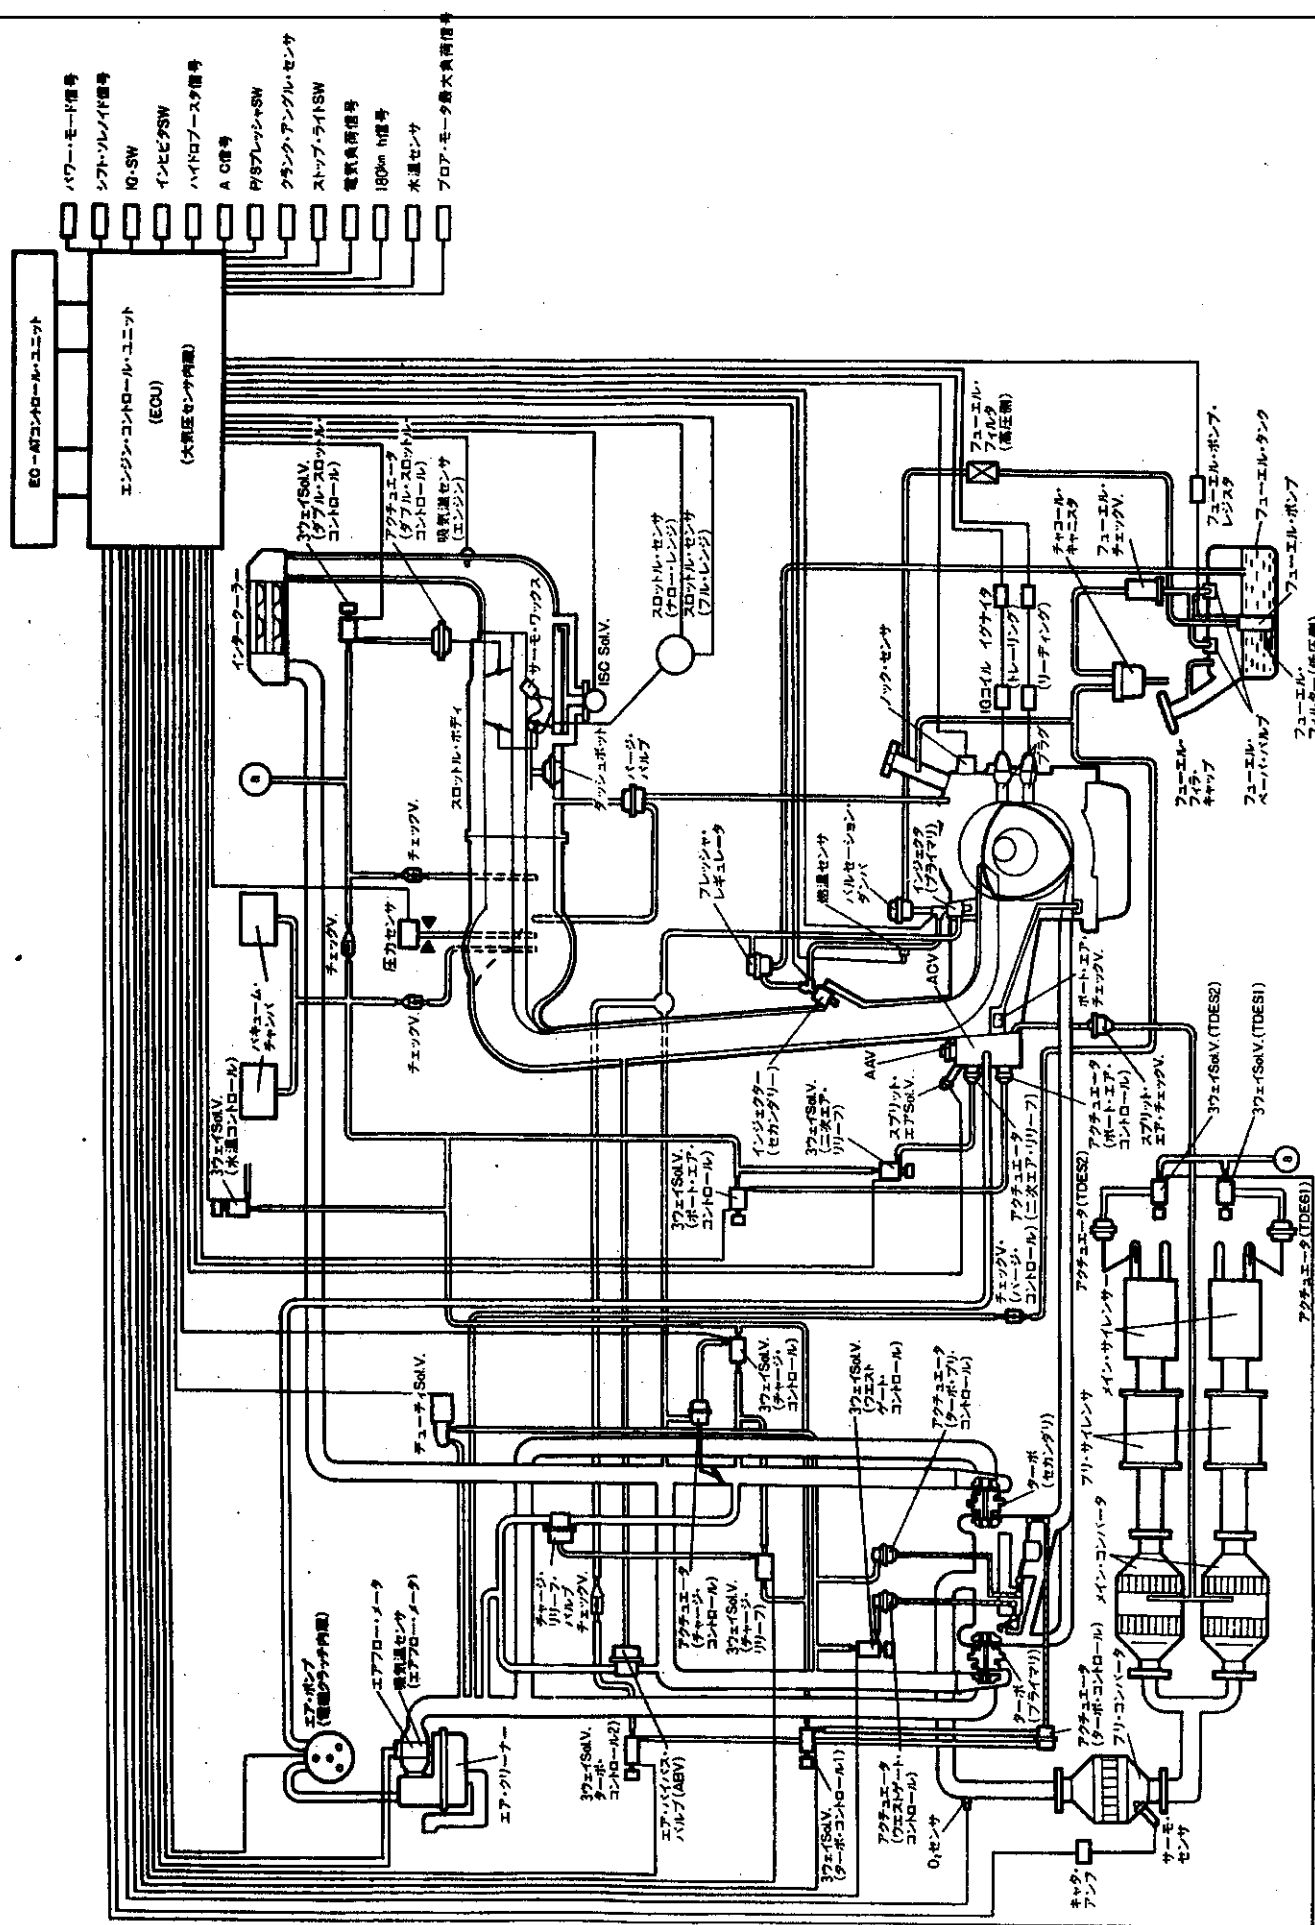 パワー・モード信号
シフト・ソレノイド信号
IG・SW
インヒビタSW
ハイドロブースタ信号
A C信号
P/SプレッシャSW
クランク・アングル・センサ
ストップ・ライトSW
電気負荷信号
180km h信号
水温センサ
ブロア・モータ最大負荷信号
EC-ATコントロール・ユニット
エンジン・コントロール・ユニット
(ECU)
(大気圧センサ内蔵)
インタークーラー
3ウェイSol.V.
(ダブル・スロットル・
コントロール)
アクチュエータ
(ダブル・スロットル・
コントロール)
吸気温センサ
(エンジン)
スロットル・ボディ
サーモ・ワックス
ISC Sol.V.
スロットル・センサ
(ナロー・レンジ)
スロットル・センサ
(フル・レンジ)
ダッシュポット
パージ・
バルブ
フューエル・
フィルタ
(高圧側)
フューエル・ポンプ・
レジスタ
フューエル・タンク
フューエル・ポンプ
チャコール・
キャニスタ
フューエル・
チェックV.
フューエル・
フィルター(低圧側)
フューエル・
ベーパ・バルブ
フューエル・
フィラ・
キャップ
ノック・センサ
IGコイル イグナイタ
(トレーリング)
(リーディング)
プラグ
a
バキューム・
チャンバ
チェックV.
チェックV.
チェックV.
圧力センサ
3ウェイSol.V.
(水温コントロール)
プレッシャ・
レギュレータ
燃温センサ
パルセーション・
ダンパ
インジェクタ
(プライマリ)
インジェクター
(セカンダリー)
ACV
AAV
ポート・エア・
チェックV.
スプリット・
エアSol.V.
3ウェイSol.V.
(二次エア・
リリーフ)
3ウェイSol.V.
(ポート・エア・
コントロール)
アクチュエータ
(ポート・エア・
コントロール)
スプリット・
エア・チェックV.
アクチュエータ
(二次エア・リリーフ)
チェックV.
(パージ・
コントロール)
3ウェイSol.V.(TDES2)
3ウェイSol.V.(TDES1)
a
アクチュエータ(TDES2)
アクチュエータ(TDES1)
メイン・サイレンサー
プリ・サイレンサ
メイン・コンバータ
デューティSol.V.
3ウェイSol.V.
(チャージ・
コントロール)
3ウェイSol.V.
(ウエスト
ゲート・
コントロール)
アクチュエータ
(ターボ・プリ・
コントロール)
ターボ
(セカンダリ)
チャージ・
リリーフ・
バルブ
チェックV.
アクチュエータ
(チャージ・
コントロール)
3ウェイSol.V.
(チャージ・
リリーフ)
エア・ポンプ
(電磁クラッチ内蔵)
エアフロー・メータ
吸気温センサ
(エアフロー・メータ)
エア・クリーナー
3ウェイSol.V.
ターボ・
コントロール2)
エア・バイパス・
バルブ(ABV)
3ウェイSol.V.
(ターボ・コントロール1)
アクチュエータ
(ウエストゲート・
コントロール)
O₂センサ
ターボ
(プライマリ)
アクチュエータ
(ターボ・コントロール)
プリ・コンバータ
サーモ・
センサ
キャタ・
アンプ